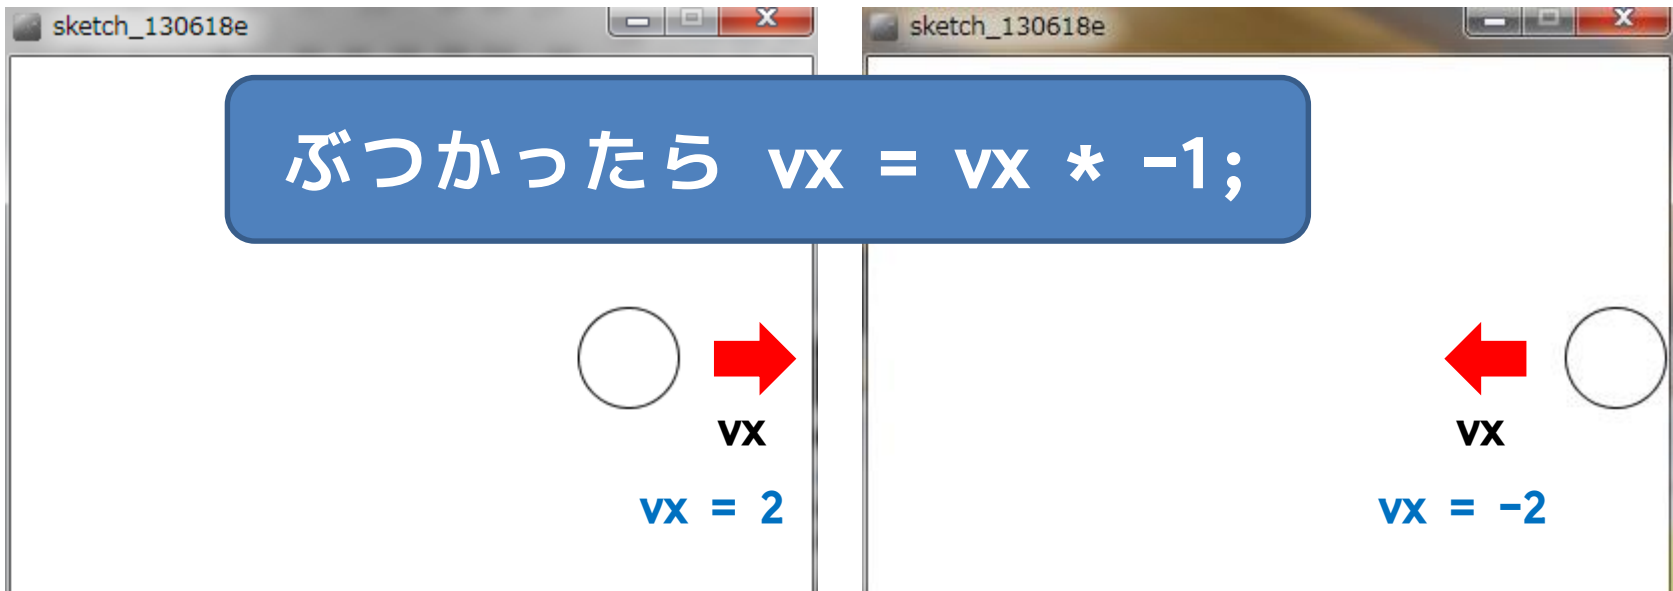 sketch_130618e
sketch_130618e
ぶつかったら vx = vx * -1;
vx
vx
vx = 2
vx = -2